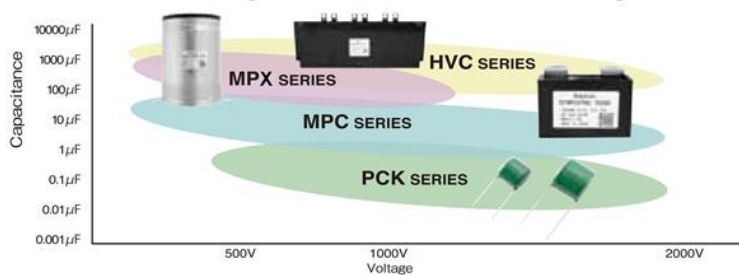 10000μF
1000μF
100μF
10μF
1μF
0.1μF
0.01μF
0.001μF
Capacitance
HVC SERIES
MPX SERIES
MPC SERIES
PCK SERIES
500V
1000V
2000V
Voltage